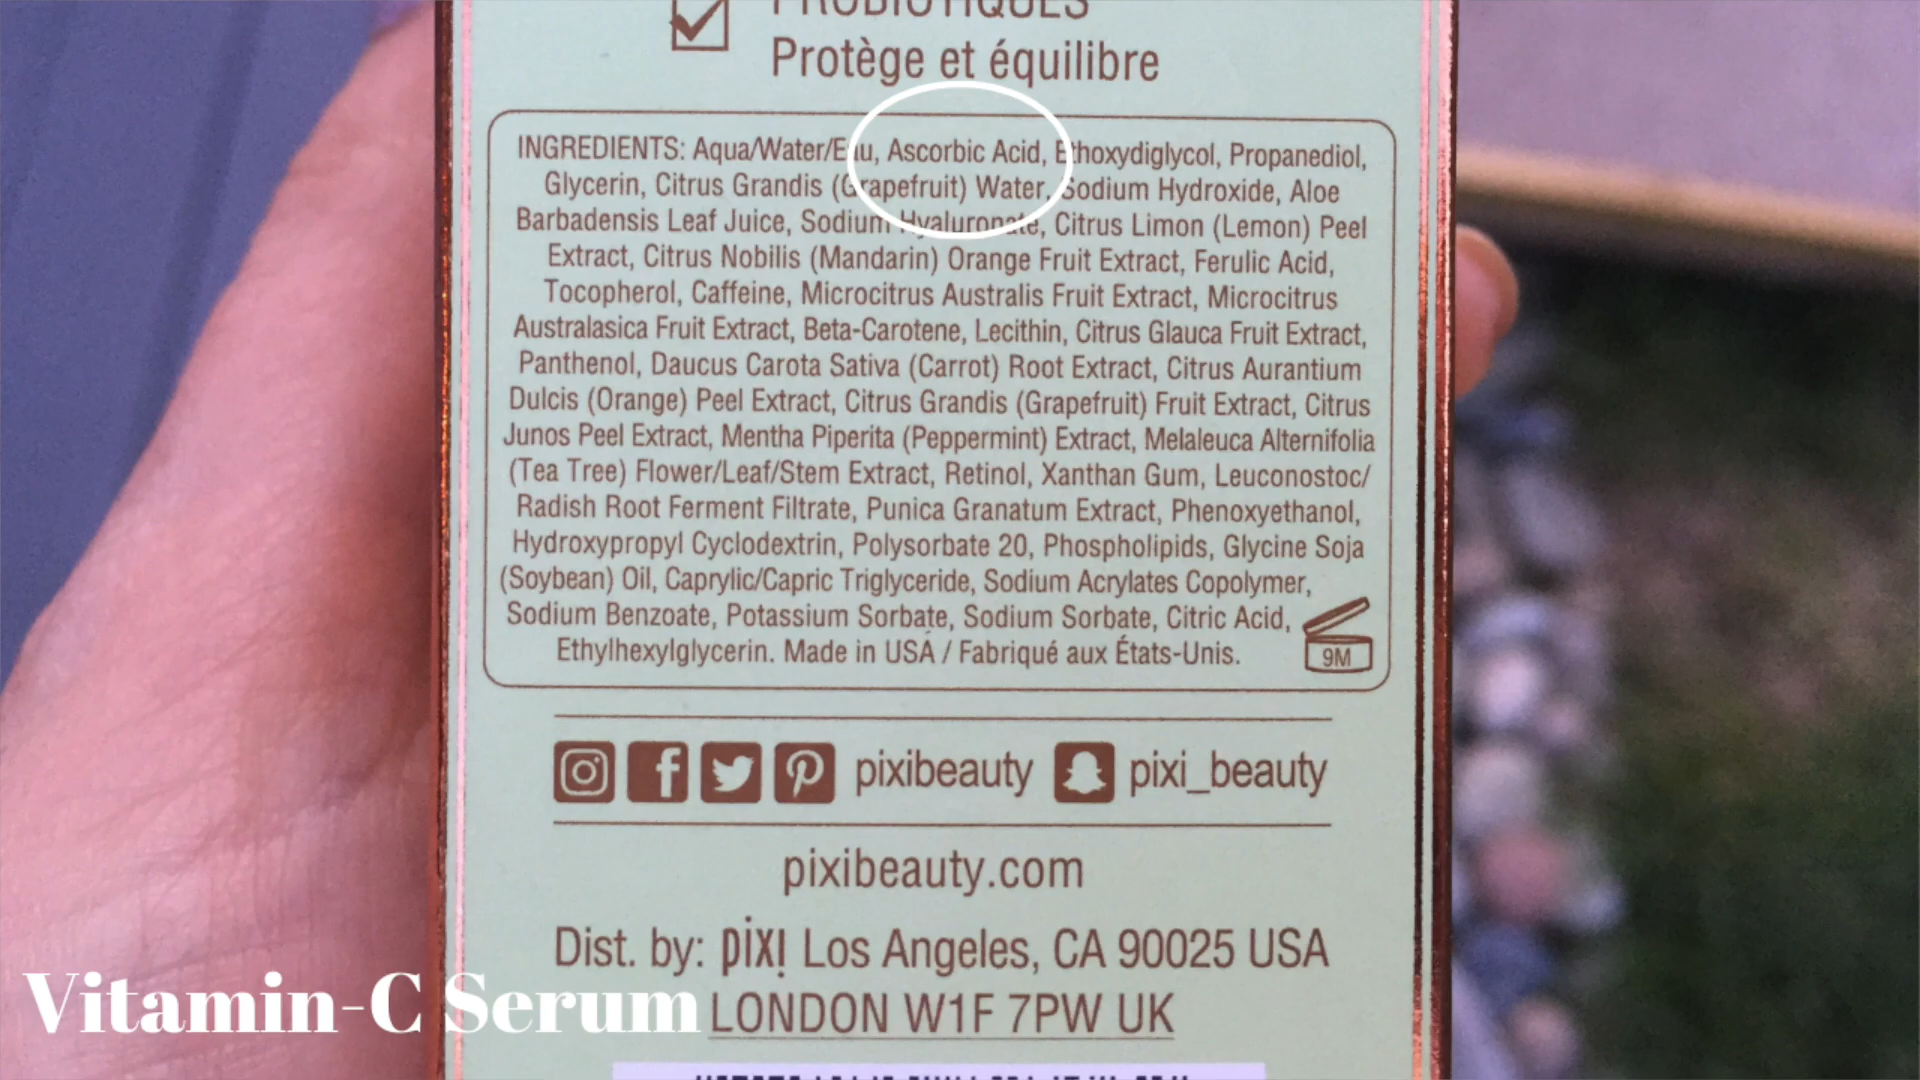 PROBIOTIQUES
Protège et équilibre
INGREDIENTS: Aqua/Water/Eau, Ascorbic Acid, Ethoxydiglycol, Propanediol,
Glycerin, Citrus Grandis (Grapefruit) Water, Sodium Hydroxide, Aloe
Barbadensis Leaf Juice, Sodium Hyaluronate, Citrus Limon (Lemon) Peel
Extract, Citrus Nobilis (Mandarin) Orange Fruit Extract, Ferulic Acid,
Tocopherol, Caffeine, Microcitrus Australis Fruit Extract, Microcitrus
Australasica Fruit Extract, Beta-Carotene, Lecithin, Citrus Glauca Fruit Extract,
Panthenol, Daucus Carota Sativa (Carrot) Root Extract, Citrus Aurantium
Dulcis (Orange) Peel Extract, Citrus Grandis (Grapefruit) Fruit Extract, Citrus
Junos Peel Extract, Mentha Piperita (Peppermint) Extract, Melaleuca Alternifolia
(Tea Tree) Flower/Leaf/Stem Extract, Retinol, Xanthan Gum, Leuconostoc/
Radish Root Ferment Filtrate, Punica Granatum Extract, Phenoxyethanol,
Hydroxypropyl Cyclodextrin, Polysorbate 20, Phospholipids, Glycine Soja
(Soybean) Oil, Caprylic/Capric Triglyceride, Sodium Acrylates Copolymer,
Sodium Benzoate, Potassium Sorbate, Sodium Sorbate, Citric Acid,
Ethylhexylglycerin. Made in USA / Fabriqué aux États-Unis.
9M
pixibeauty pixi_beauty
pixibeauty.com
Dist. by: pixi Los Angeles, CA 90025 USA
LONDON W1F 7PW UK
Vitamin-C Serum